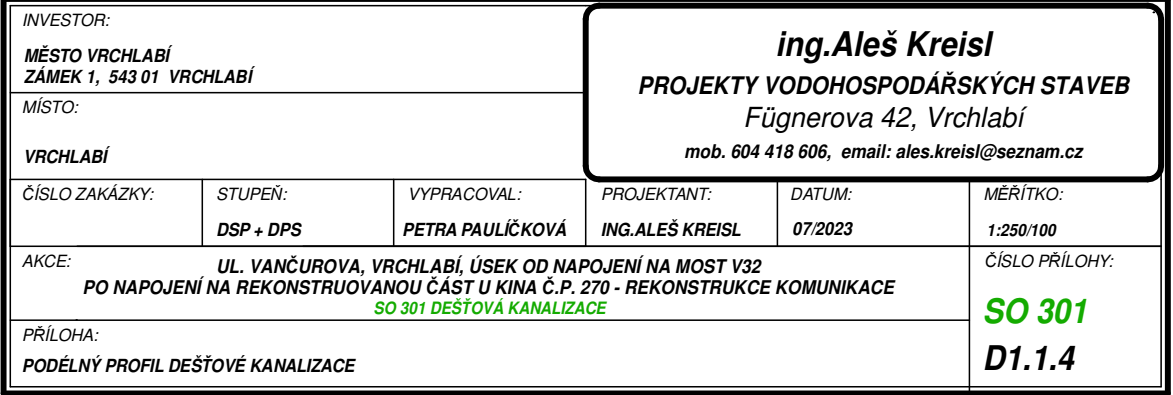 INVESTOR:
MĚSTO VRCHLABÍ
ZÁMEK 1, 543 01 VRCHLABÍ
MÍSTO:
VRCHLABÍ
ing.Aleš Kreisl
PROJEKTY VODOHOSPODÁŘSKÝCH STAVEB
Fügnerova 42, Vrchlabí
mob. 604 418 606, email: ales.kreisl@seznam.cz
ČÍSLO ZAKÁZKY:
STUPEŇ:
DSP + DPS
VYPRACOVAL:
PETRA PAULÍČKOVÁ
PROJEKTANT:
ING.ALEŠ KREISL
DATUM:
07/2023
MĚŘÍTKO:
1:250/100
AKCE:
UL. VANČUROVA, VRCHLABÍ, ÚSEK OD NAPOJENÍ NA MOST V32
PO NAPOJENÍ NA REKONSTRUOVANOU ČÁST U KINA Č.P. 270 - REKONSTRUKCE KOMUNIKACE
SO 301 DEŠŤOVÁ KANALIZACE
ČÍSLO PŘÍLOHY:
SO 301
D1.1.4
PŘÍLOHA:
PODÉLNÝ PROFIL DEŠŤOVÉ KANALIZACE